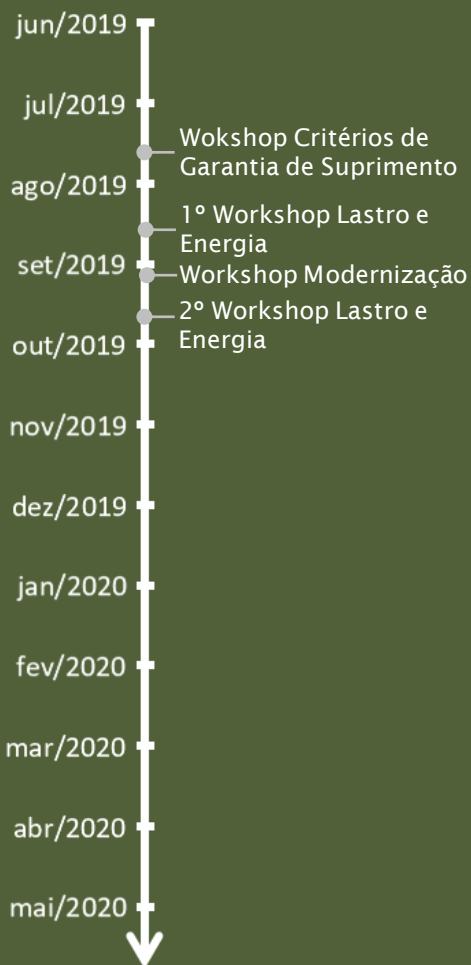 jun/2019
jul/2019
Wokshop Critérios de
Garantia de Suprimento
ago/2019
1º Workshop Lastro e
Energia
set/2019
Workshop Modernização
2º Workshop Lastro e
Energia
out/2019
nov/2019
dez/2019
jan/2020
fev/2020
mar/2020
abr/2020
mai/2020